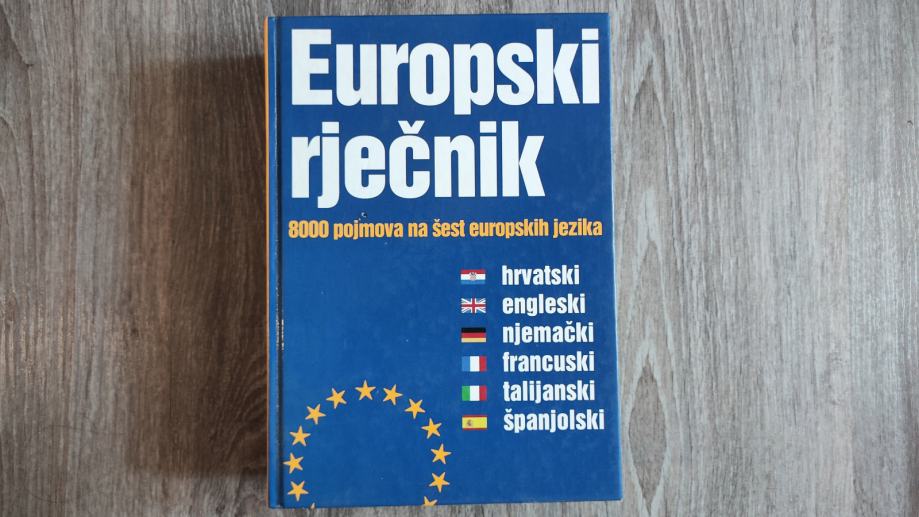 Europski
rječnik
8000 pojmova na šest europskih jezika
hrvatski
engleski
njemački
francuski
talijanski
španjolski